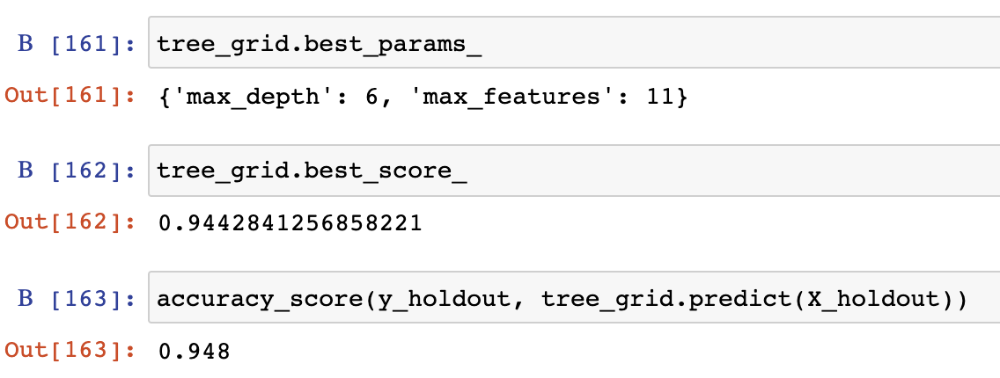 В [161]: tree_grid.best_params_
Out[161]: {'max_depth': 6, 'max_features': 11}
В [162]: tree_grid.best_score_
Out[162]: 0.9442841256858221
В [163]: accuracy_score(y_holdout, tree_grid.predict(X_holdout))
Out[163]: 0.948